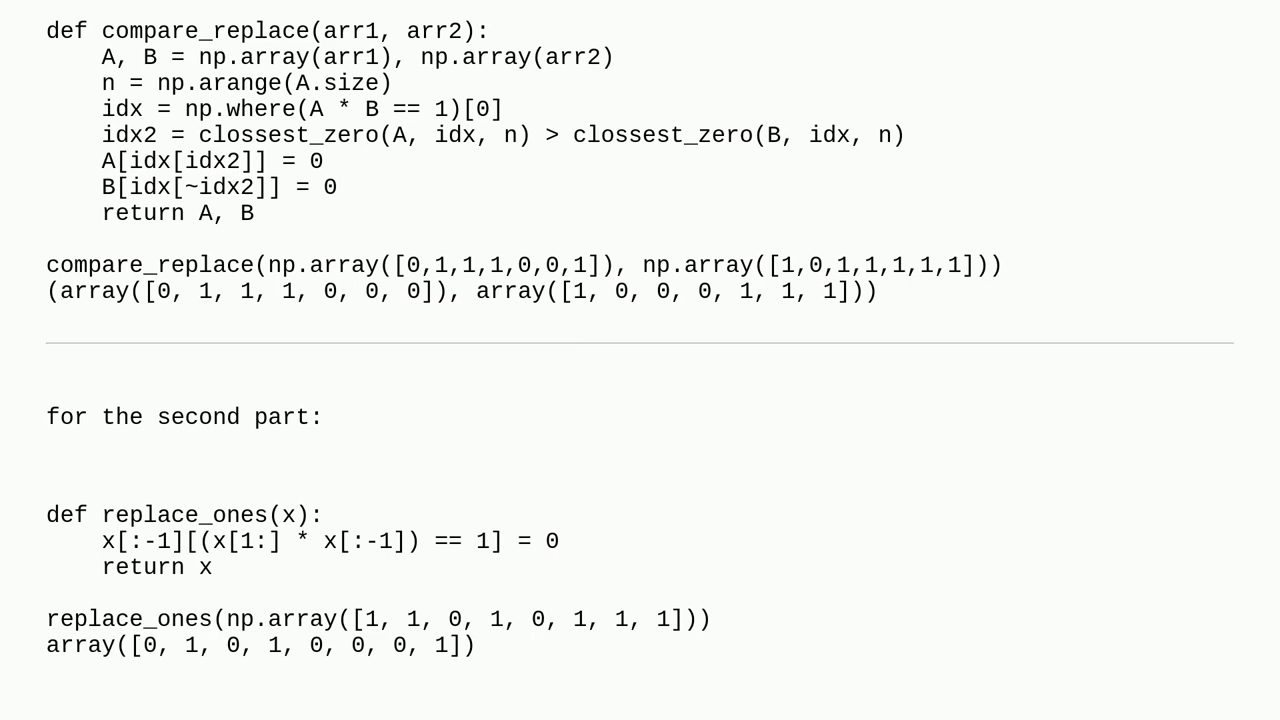 def compare_replace(arr1, arr2):
    A, B = np.array(arr1), np.array(arr2)
    n = np.arange(A.size)
    idx = np.where(A * B == 1)[0]
    idx2 = clossest_zero(A, idx, n) > clossest_zero(B, idx, n)
    A[idx[idx2]] = 0
    B[idx[~idx2]] = 0
    return A, B

compare_replace(np.array([0,1,1,1,0,0,1]), np.array([1,0,1,1,1,1,1]))
(array([0, 1, 1, 1, 0, 0, 0]), array([1, 0, 0, 0, 1, 1, 1]))

for the second part:

def replace_ones(x):
    x[:-1][(x[1:] * x[:-1]) == 1] = 0
    return x

replace_ones(np.array([1, 1, 0, 1, 0, 1, 1, 1]))
array([0, 1, 0, 1, 0, 0, 0, 1])